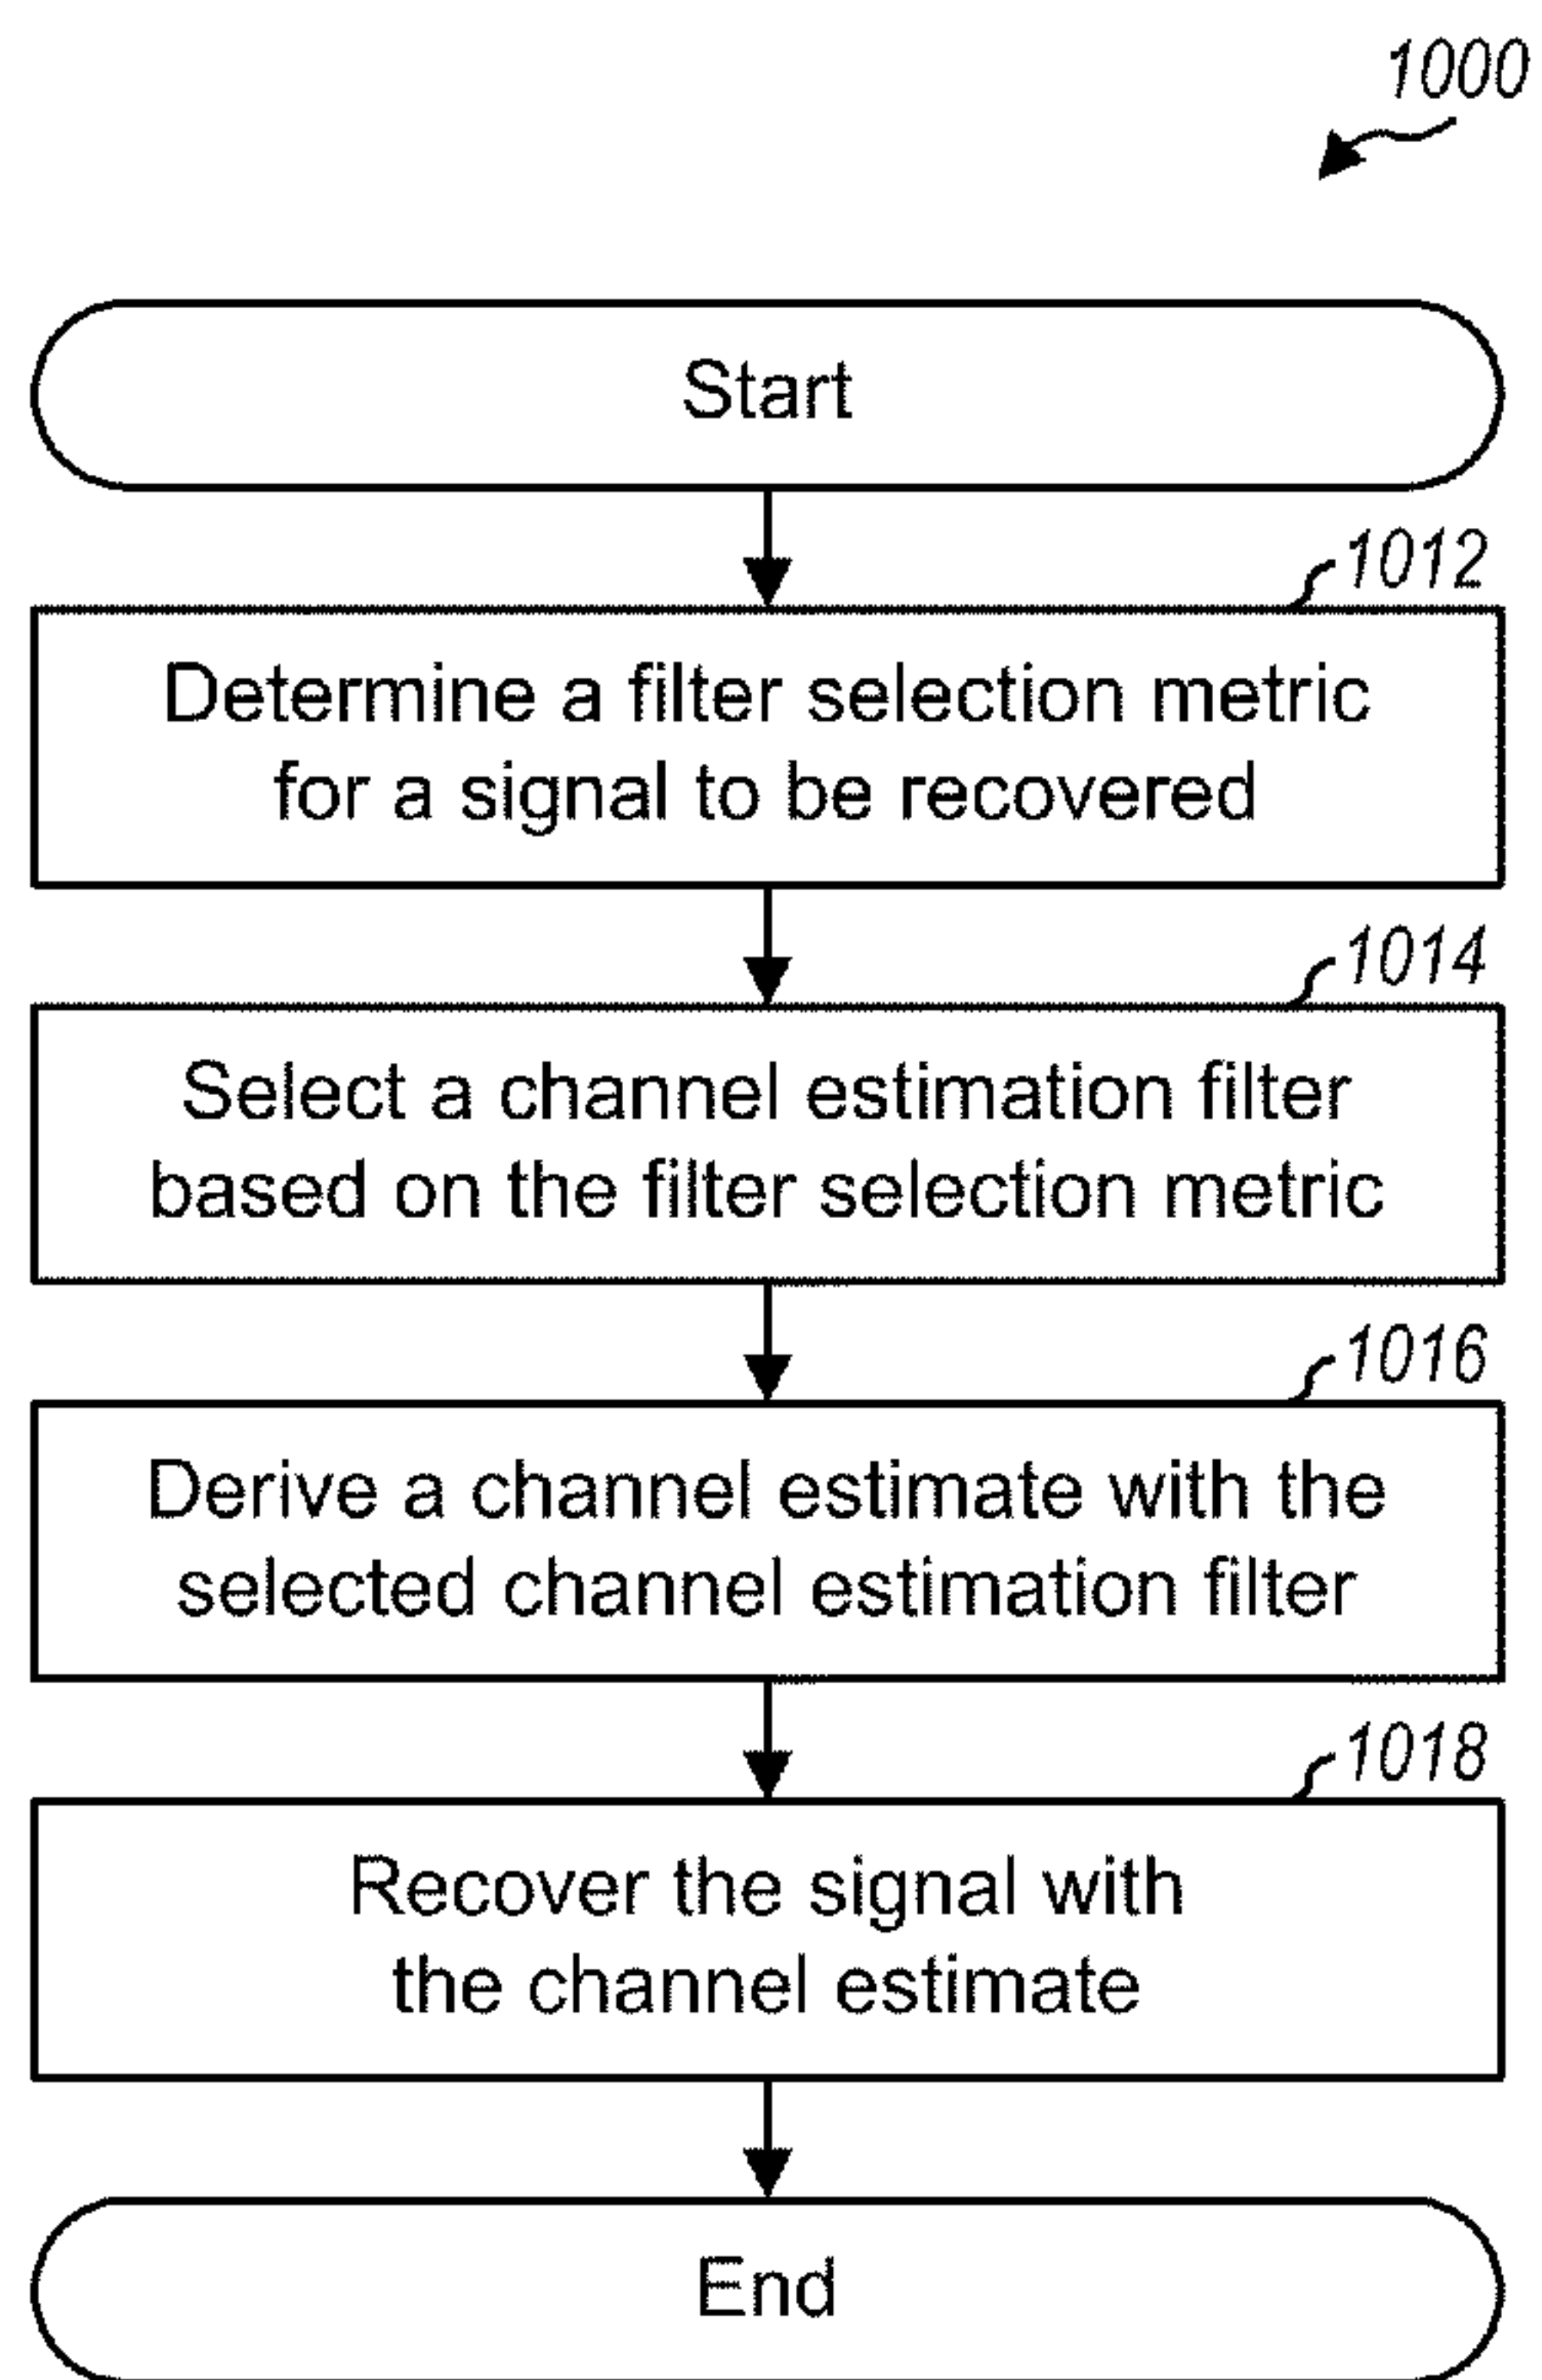 1000
Start
1012
Determine a filter selection metric
for a signal to be recovered
1014
Select a channel estimation filter
based on the filter selection metric
1016
Derive a channel estimate with the
selected channel estimation filter
1018
Recover the signal with
the channel estimate
End